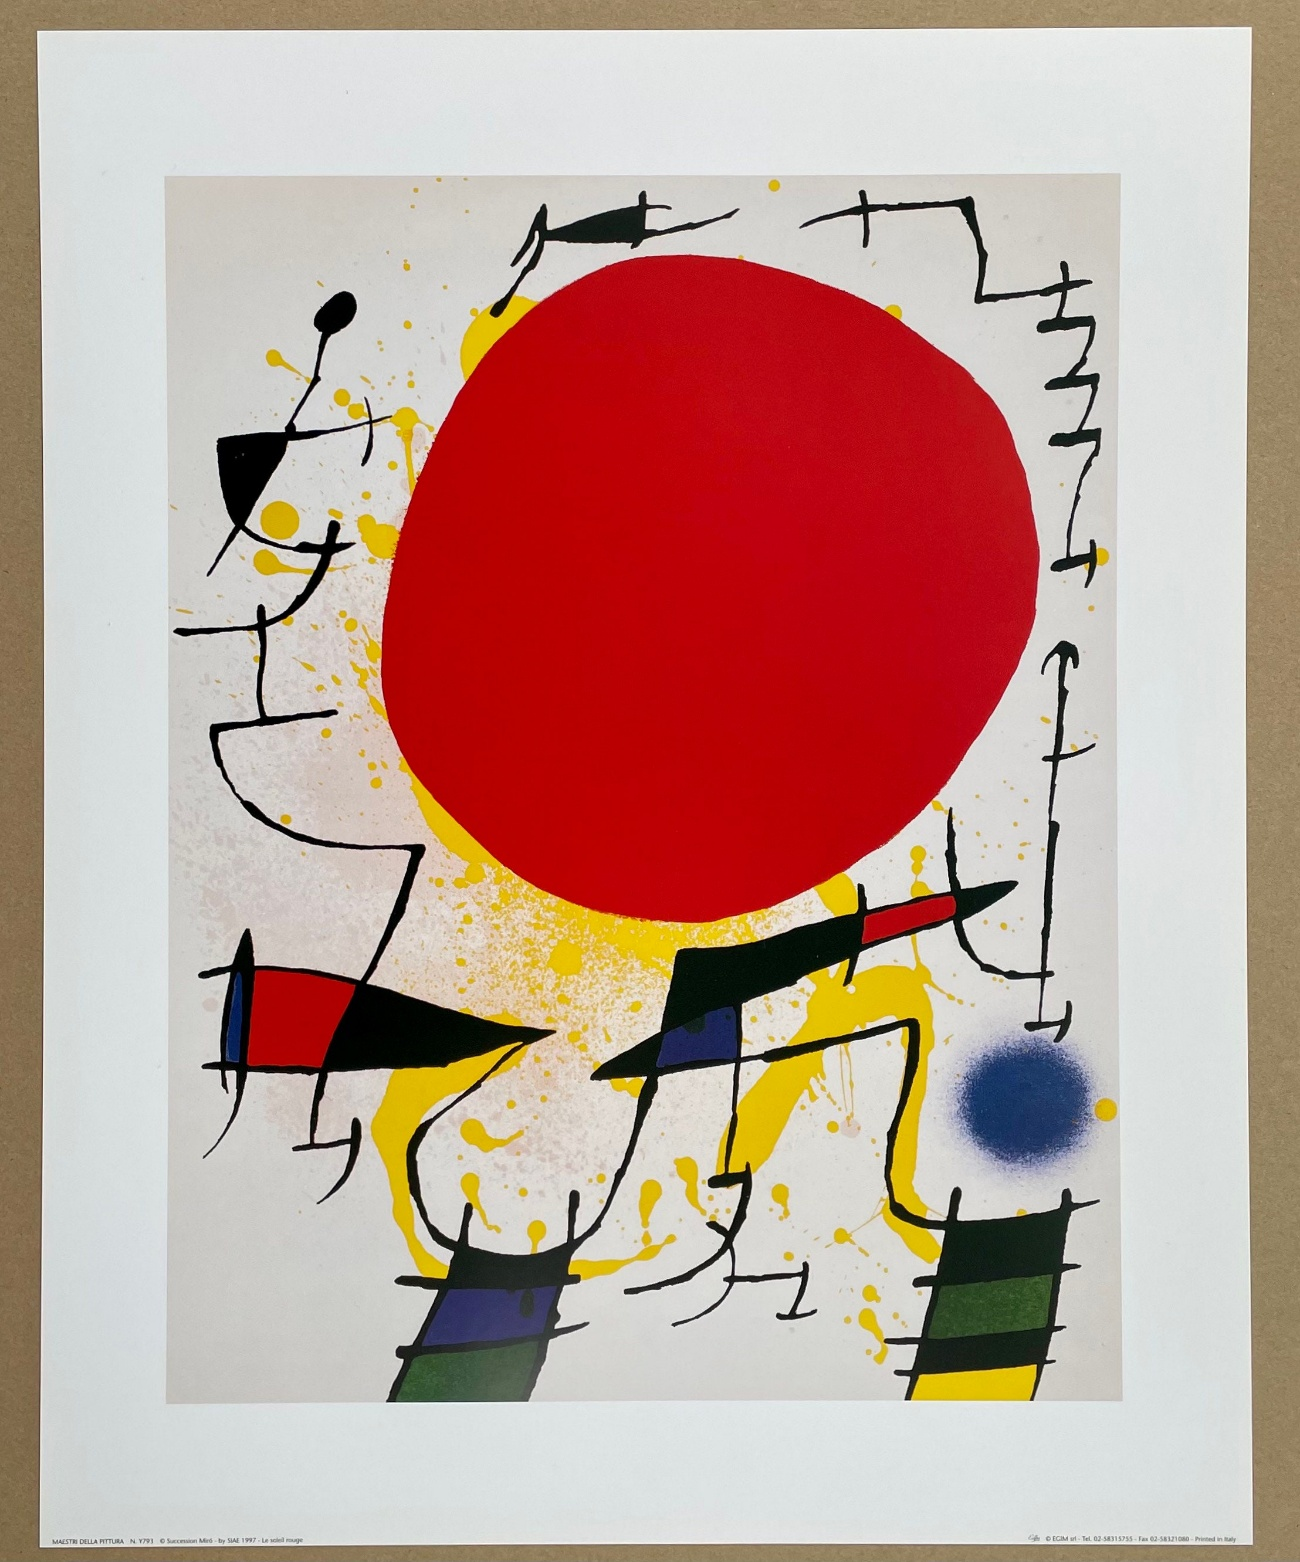 MAESTRI DELLA PITTURA N. Y793 © Succession Miró - by SIAE 1997 - Le soleil rouge
© EGIM srl - Tel. 02-58315755 - Fax 02-58321080 - Printed in Italy